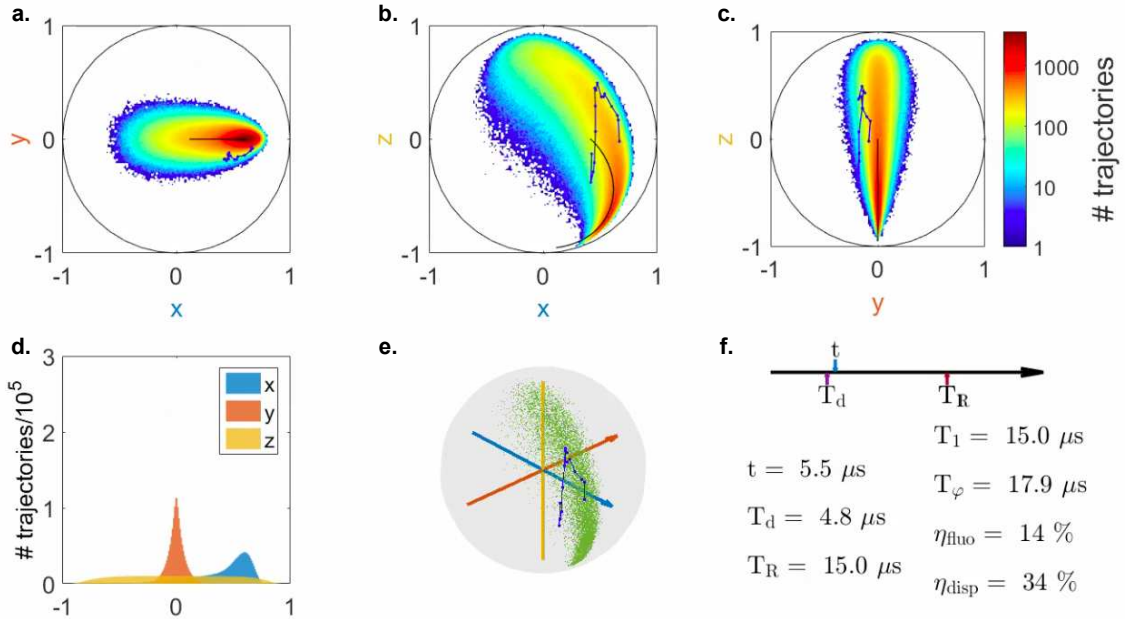 a.
1
y
0
-1
-1 0 1
x
b.
1
z
0
-1
-1 0 1
x
c.
1
z
0
-1
-1 0 1
y
1000
100
10
1
# trajectories
d.
3
2
1
0
# trajectories/10⁵
x
y
z
-1 0 1
e.
f.
t
T_d T_R
t = 5.5 μs
T_d = 4.8 μs
T_R = 15.0 μs
T_1 = 15.0 μs
T_φ = 17.9 μs
η_fluo = 14 %
η_disp = 34 %